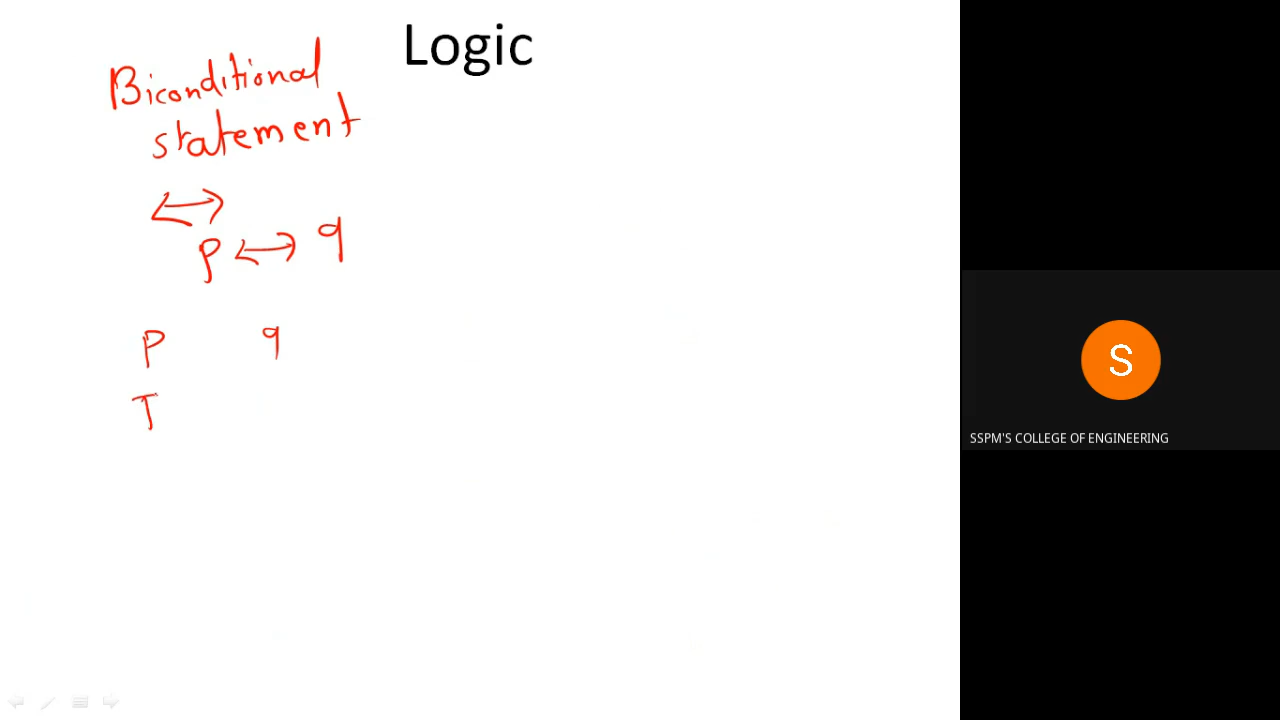 Logic
Biconditional
statement
↔
p ↔ q
p q
T
S
SSPM'S COLLEGE OF ENGINEERING